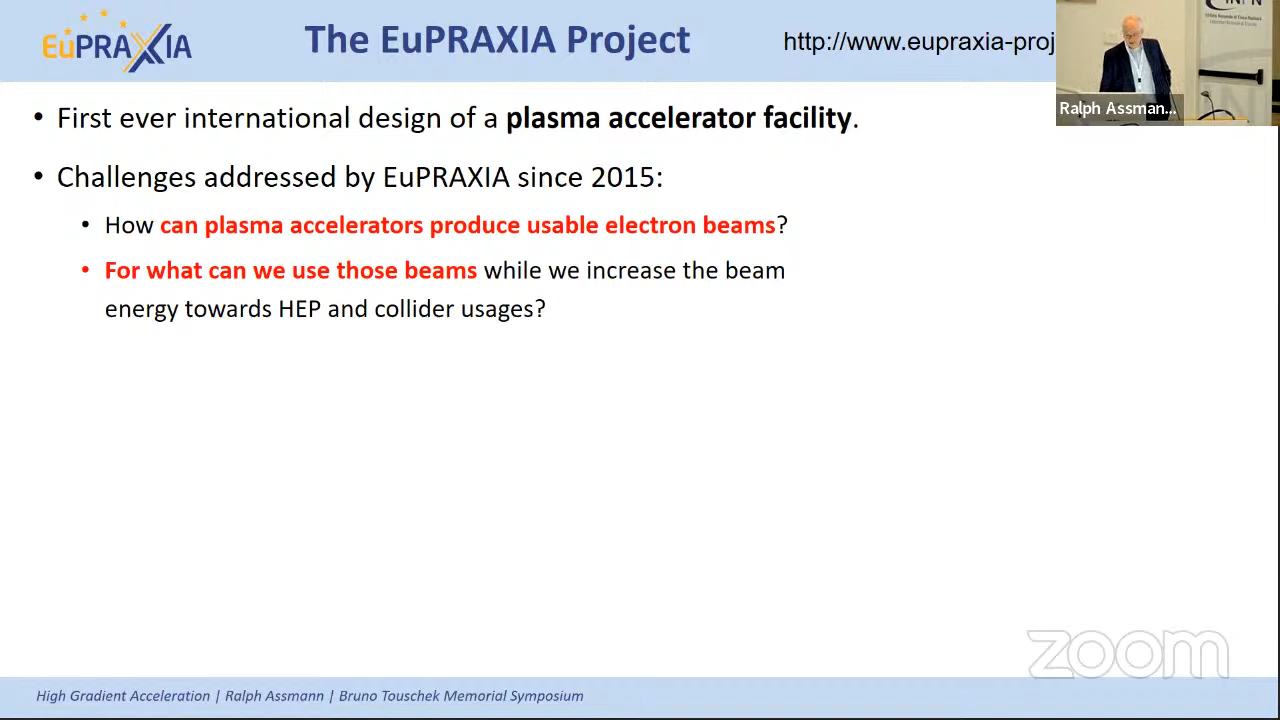 EuPRAXIA
The EuPRAXIA Project
http://www.eupraxia-proj
INFN
• First ever international design of a plasma accelerator facility.
Ralph Assman...
• Challenges addressed by EuPRAXIA since 2015:
• How can plasma accelerators produce usable electron beams?
• For what can we use those beams while we increase the beam
energy towards HEP and collider usages?
zoom
High Gradient Acceleration | Ralph Assmann | Bruno Touschek Memorial Symposium